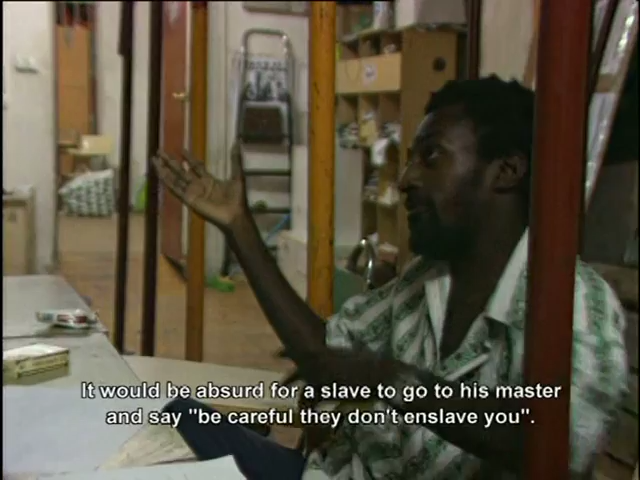 It would be absurd for a slave to go to his master
and say "be careful they don't enslave you".